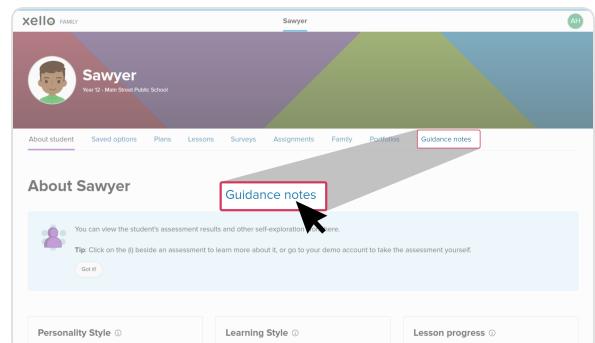 xello FAMILY
Sawyer
AH
Sawyer
Year 12 - Main Street Public School
About student Saved options Plans Lessons Surveys Assignments Family Portfolios Guidance notes
About Sawyer
Guidance notes
You can view the student's assessment results and other self-exploration from here.
Tip: Click on the (i) beside an assessment to learn more about it, or go to your demo account to take the assessment yourself.
Got it!
Personality Style
Learning Style
Lesson progress